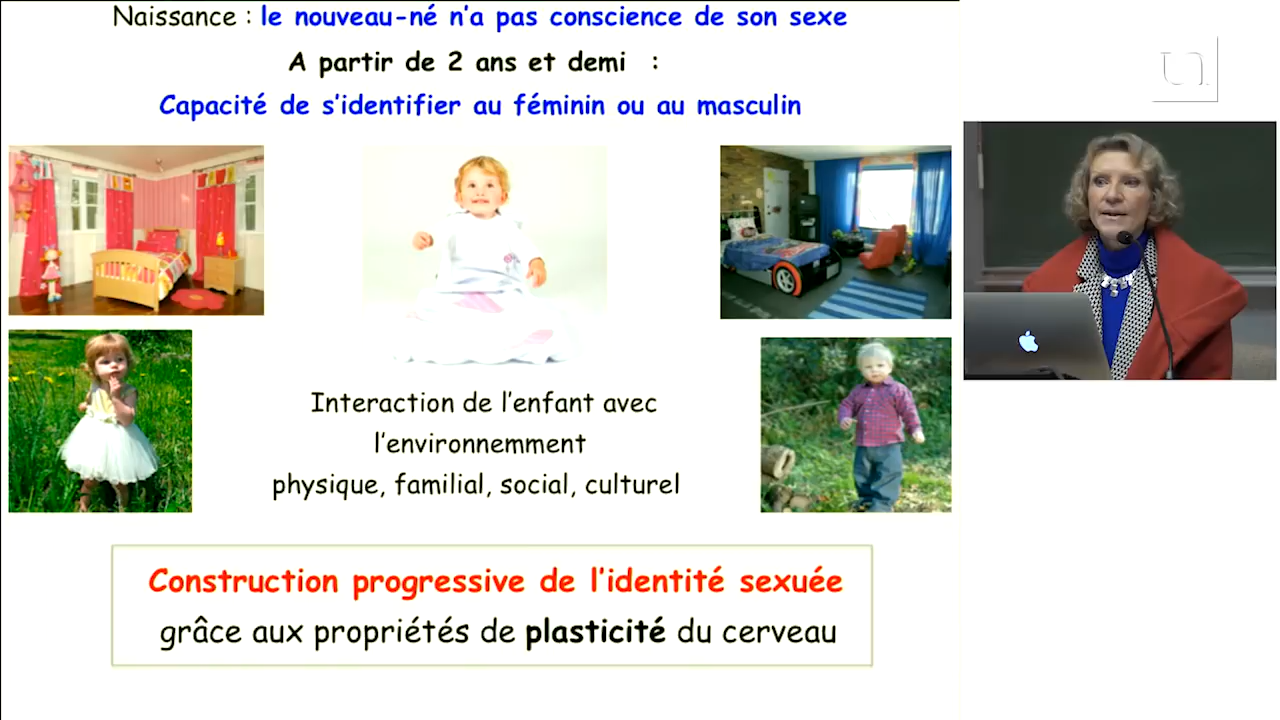 Naissance : le nouveau-né n'a pas conscience de son sexe
A partir de 2 ans et demi :
Capacité de s'identifier au féminin ou au masculin
Interaction de l'enfant avec
l'environnemment
physique, familial, social, culturel
Construction progressive de l'identité sexuée
grâce aux propriétés de plasticité du cerveau